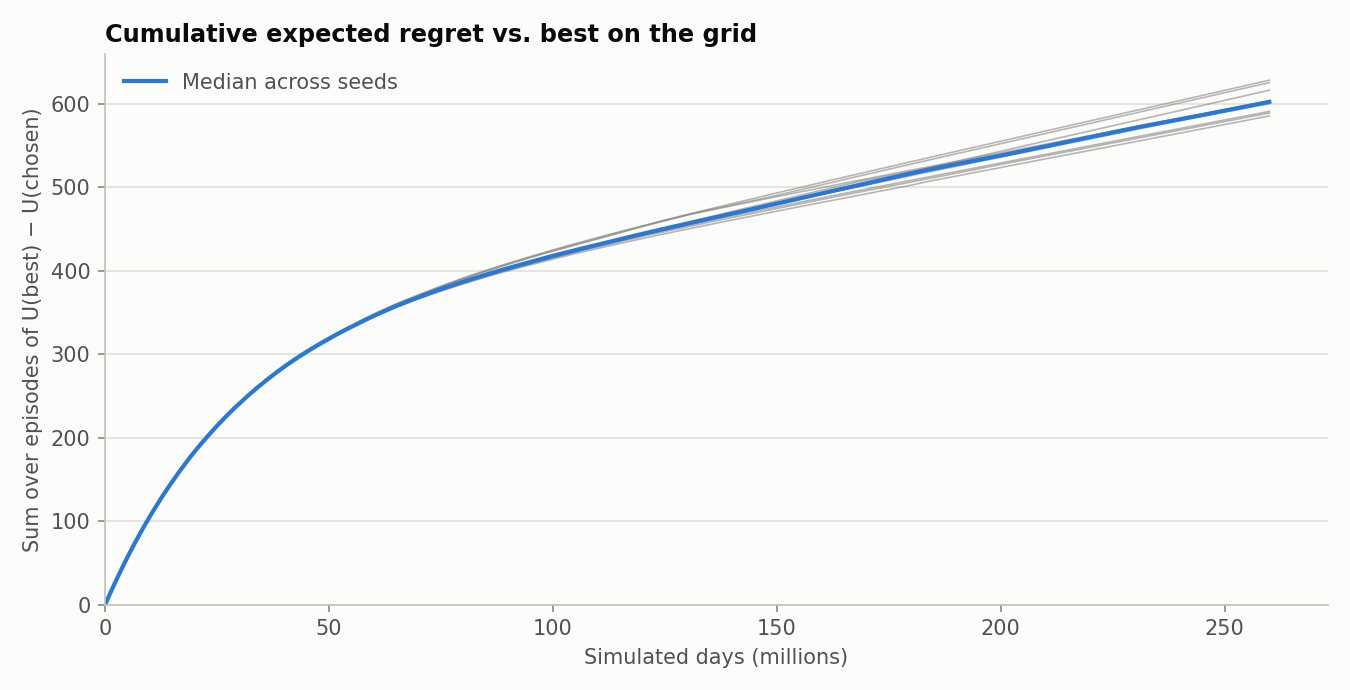 Cumulative expected regret vs. best on the grid
Median across seeds
Sum over episodes of U(best) − U(chosen)
600
500
400
300
200
100
0
0 50 100 150 200 250
Simulated days (millions)